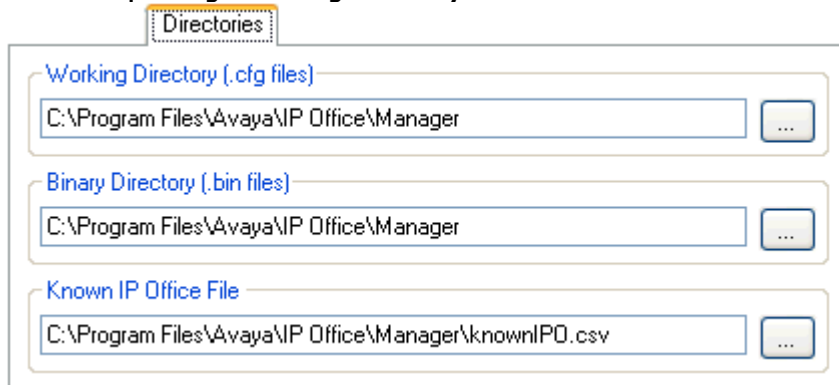 Directories
Working Directory (.cfg files)
C:\Program Files\Avaya\IP Office\Manager
...
Binary Directory (.bin files)
C:\Program Files\Avaya\IP Office\Manager
...
Known IP Office File
C:\Program Files\Avaya\IP Office\Manager\knownIPO.csv
...